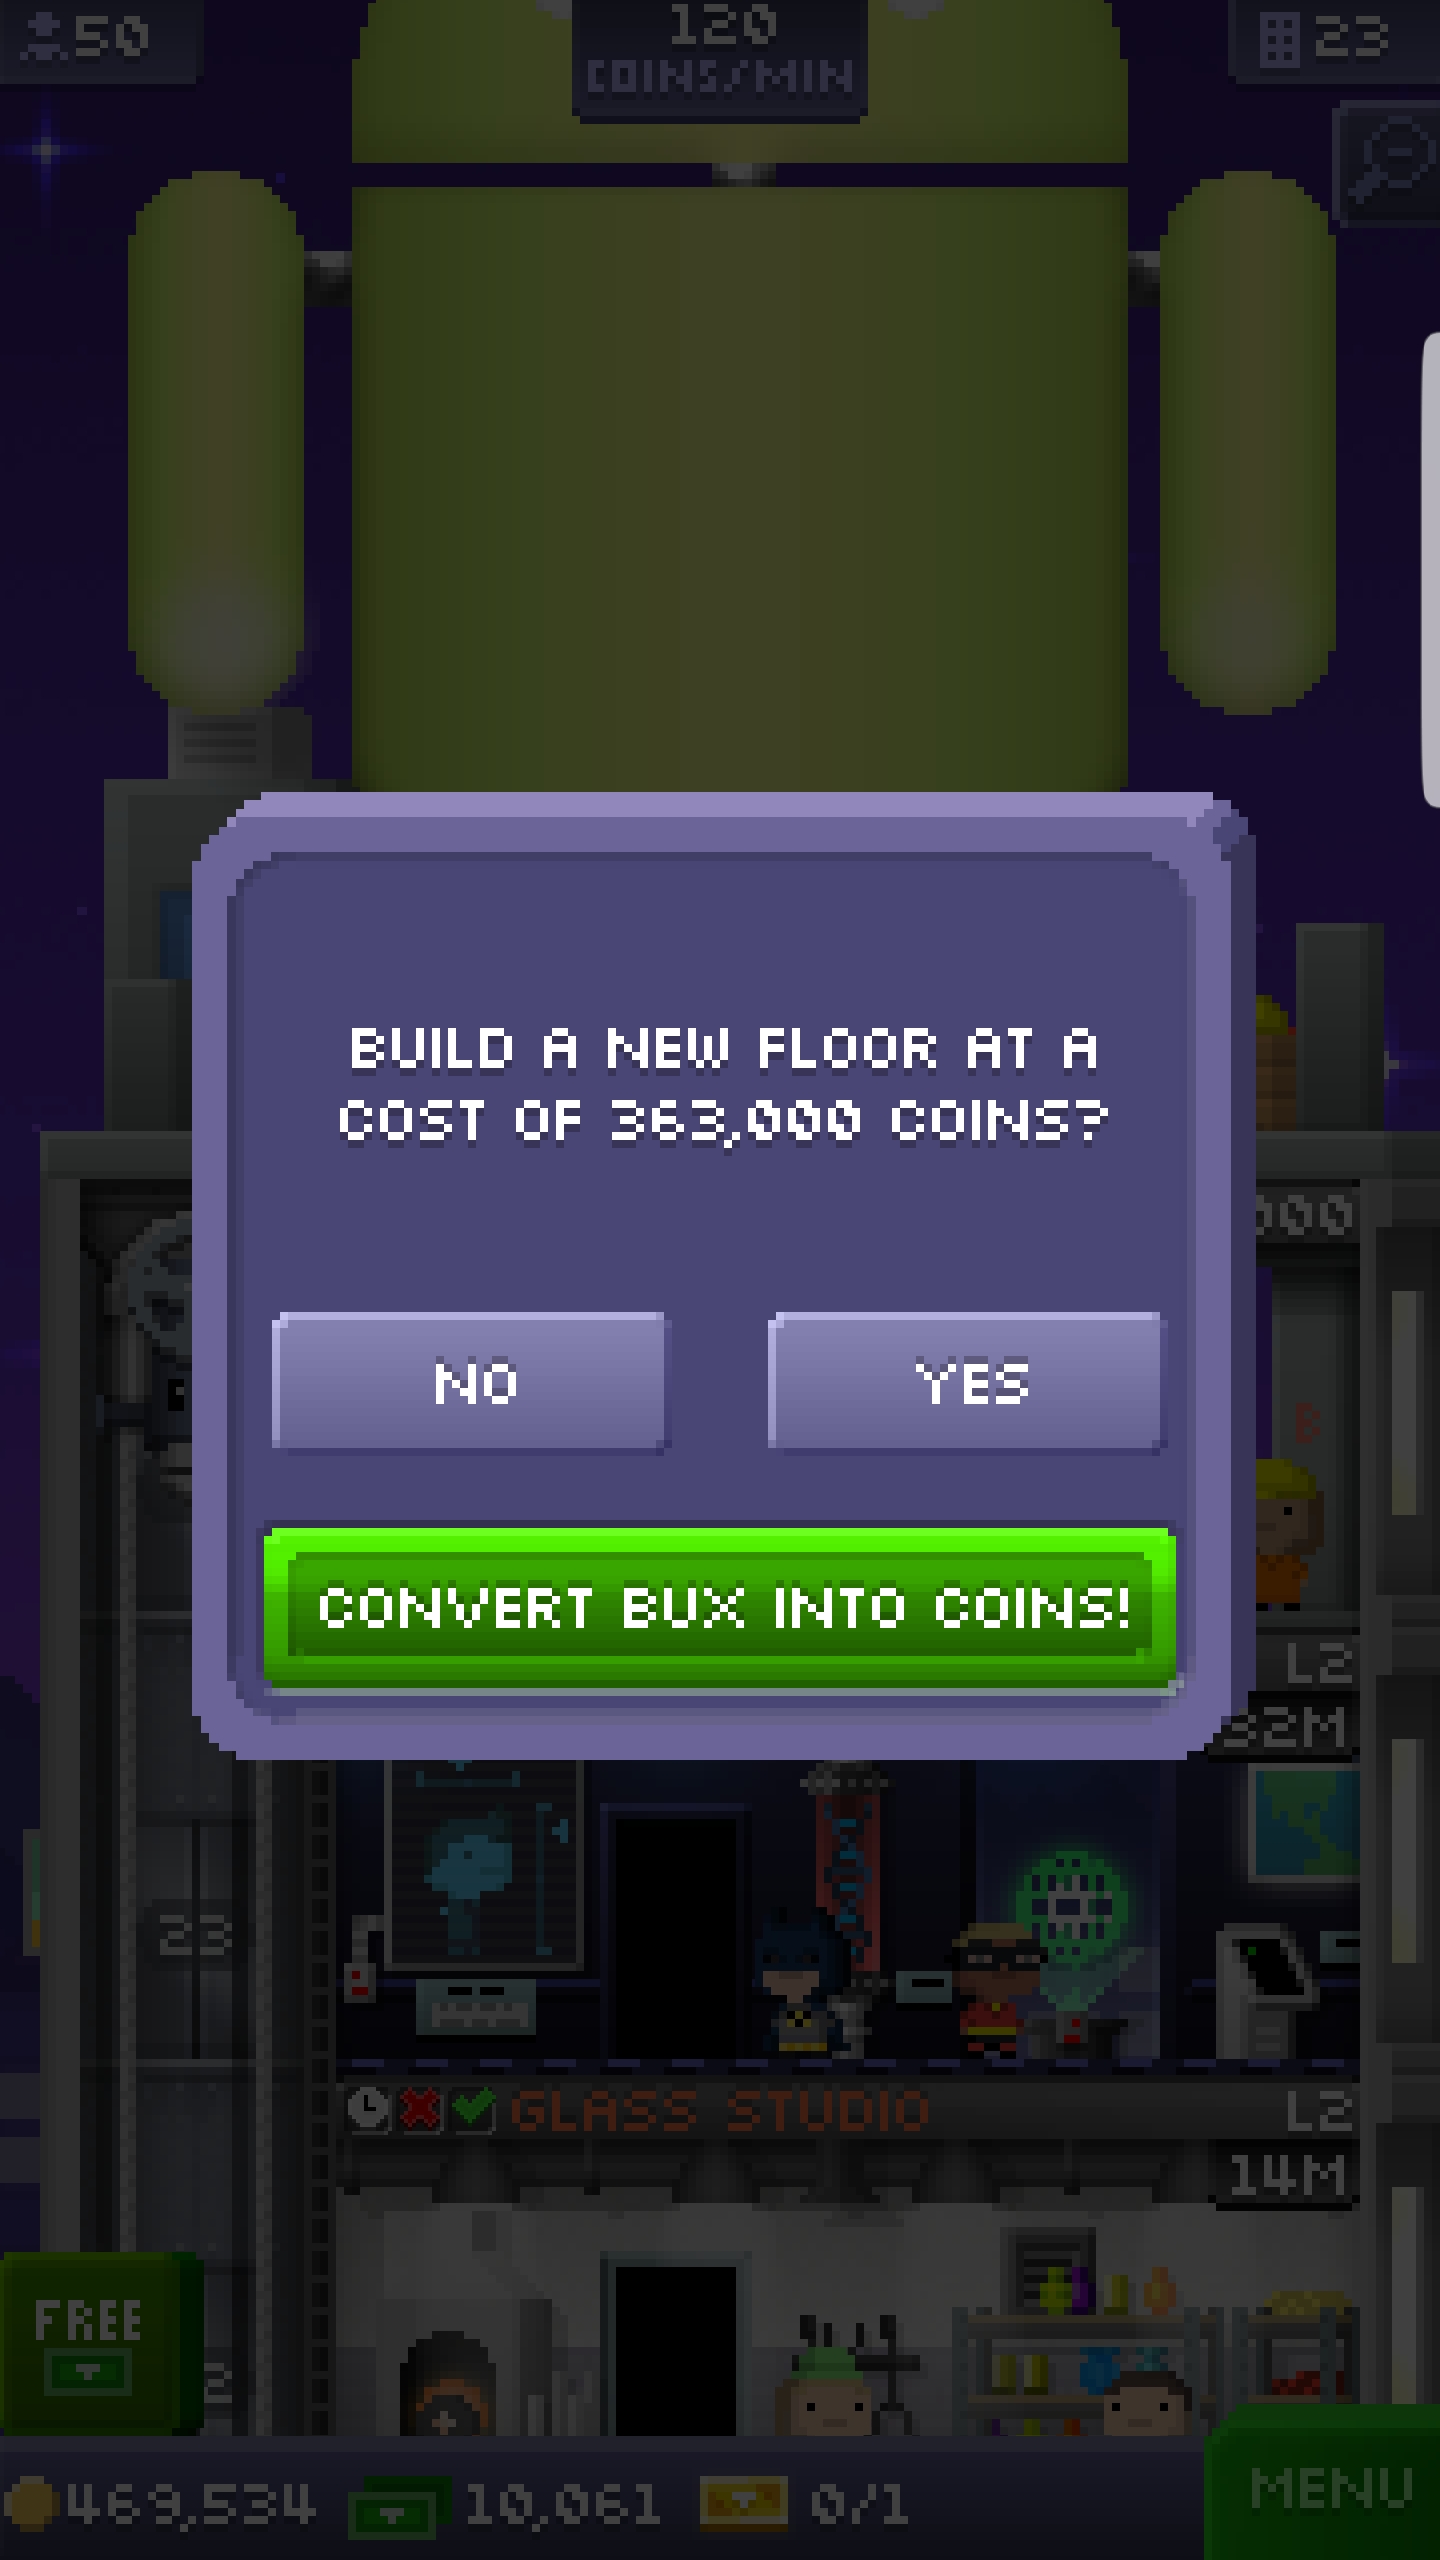 50
120
COINS/MIN
23
BUILD A NEW FLOOR AT A
COST OF 363,000 COINS?
000
NO
YES
B
CONVERT BUX INTO COINS!
L2
32M
23
GLASS STUDIO
L2
14M
FREE
2
469,534
10,061
0/1
MENU